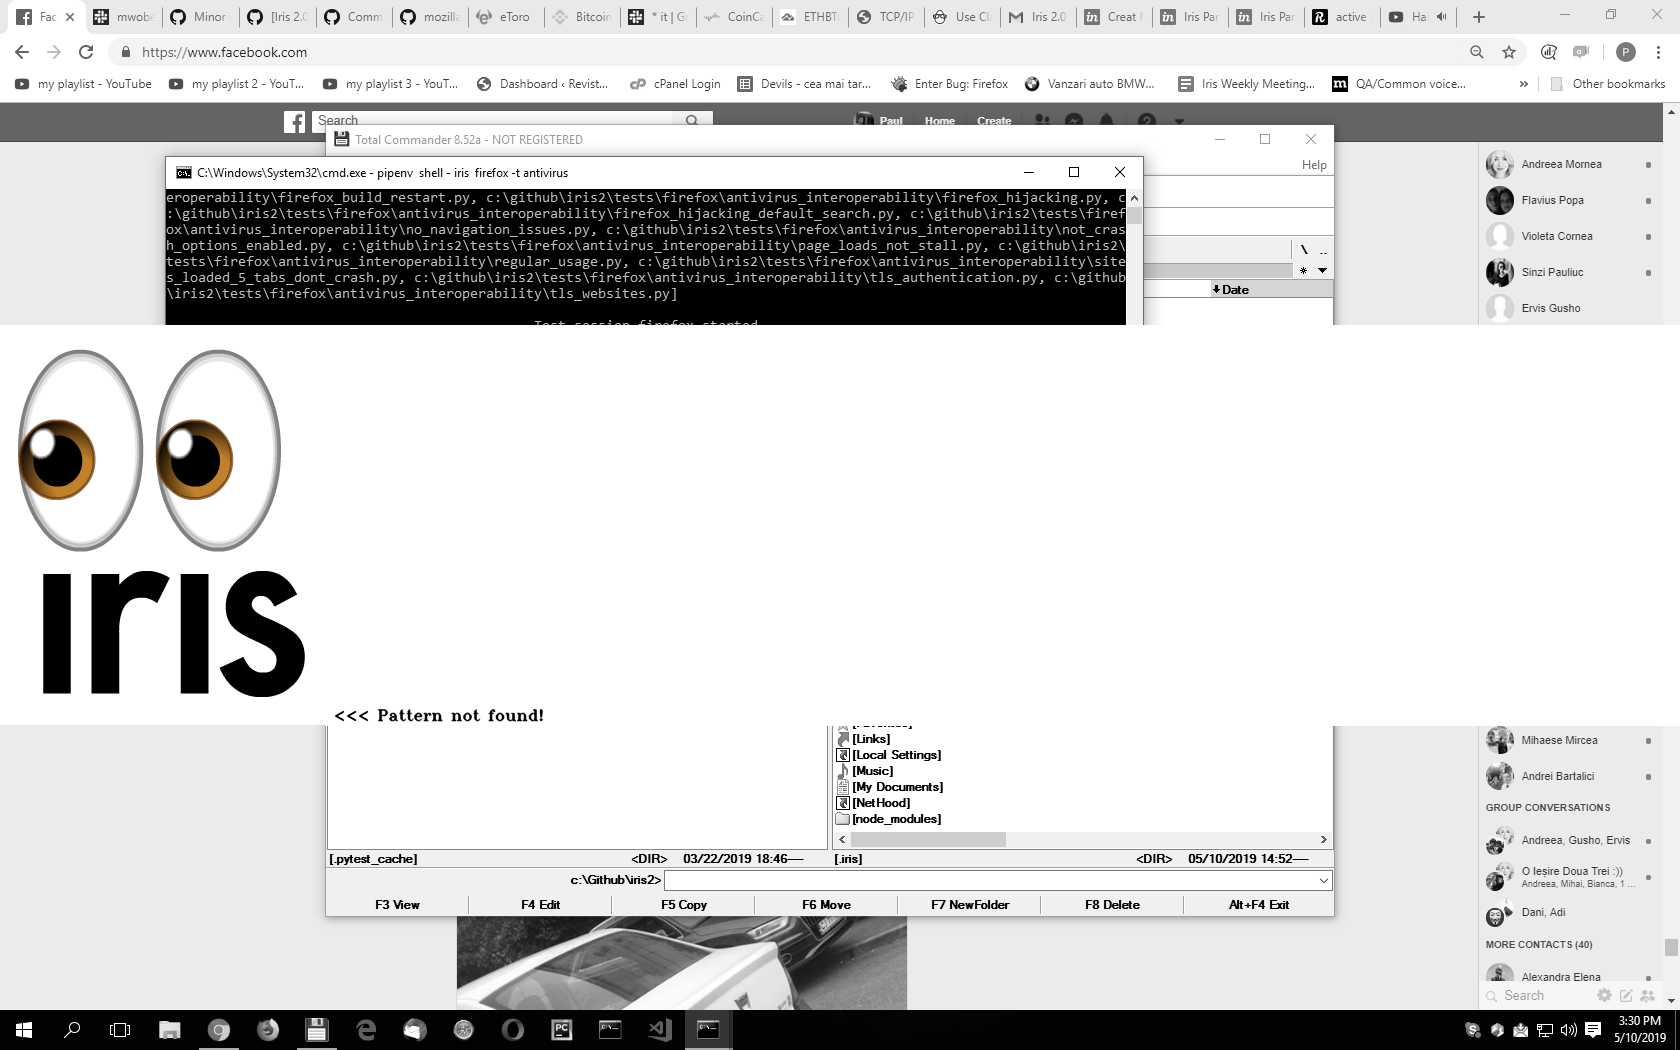 Fac
mwobe
Minor
[Iris 2.0
Comm
mozilla
eToro
Bitcoin
* it | G
CoinCa
ETHBT
TCP/IP
Use Cl
Iris 2.0
Creat
Iris Par
Iris Par
active
Ha
https://www.facebook.com
P
my playlist - YouTube
my playlist 2 - YouT...
my playlist 3 - YouT...
Dashboard ‹ Revist...
cPanel Login
Devils - cea mai tar...
Enter Bug: Firefox
Vanzari auto BMW...
Iris Weekly Meeting...
QA/Common voice...
»
Other bookmarks
Search
Paul
Home
Create
Total Commander 8.52a - NOT REGISTERED
Help
C:\Windows\System32\cmd.exe - pipenv shell - iris firefox -t antivirus
eroperability\firefox_build_restart.py, c:\github\iris2\tests\firefox\antivirus_interoperability\firefox_hijacking.py, c
:\github\iris2\tests\firefox\antivirus_interoperability\firefox_hijacking_default_search.py, c:\github\iris2\tests\firef
ox\antivirus_interoperability\no_navigation_issues.py, c:\github\iris2\tests\firefox\antivirus_interoperability\not_cras
h_options_enabled.py, c:\github\iris2\tests\firefox\antivirus_interoperability\page_loads_not_stall.py, c:\github\iris2\
tests\firefox\antivirus_interoperability\regular_usage.py, c:\github\iris2\tests\firefox\antivirus_interoperability\site
s_loaded_5_tabs_dont_crash.py, c:\github\iris2\tests\firefox\antivirus_interoperability\tls_authentication.py, c:\github
\iris2\tests\firefox\antivirus_interoperability\tls_websites.py]
Test session firefox started
\ ..
*
Date
Andreea Mornea
Flavius Popa
Violeta Cornea
Sinzi Pauliuc
Ervis Gusho
iris
<<< Pattern not found!
[Links]
[Local Settings]
[Music]
[My Documents]
[NetHood]
[node_modules]
[.pytest_cache] <DIR> 03/22/2019 18:46----
[.iris] <DIR> 05/10/2019 14:52----
c:\Github\iris2>
F3 View
F4 Edit
F5 Copy
F6 Move
F7 NewFolder
F8 Delete
Alt+F4 Exit
Mihaese Mircea
Andrei Bartalici
GROUP CONVERSATIONS
Andreea, Gusho, Ervis
O Ieșire Doua Trei :))
Andreea, Mihai, Bianca, 1 ...
Dani, Adi
MORE CONTACTS (40)
Alexandra Elena
Search
PC
3:30 PM
5/10/2019